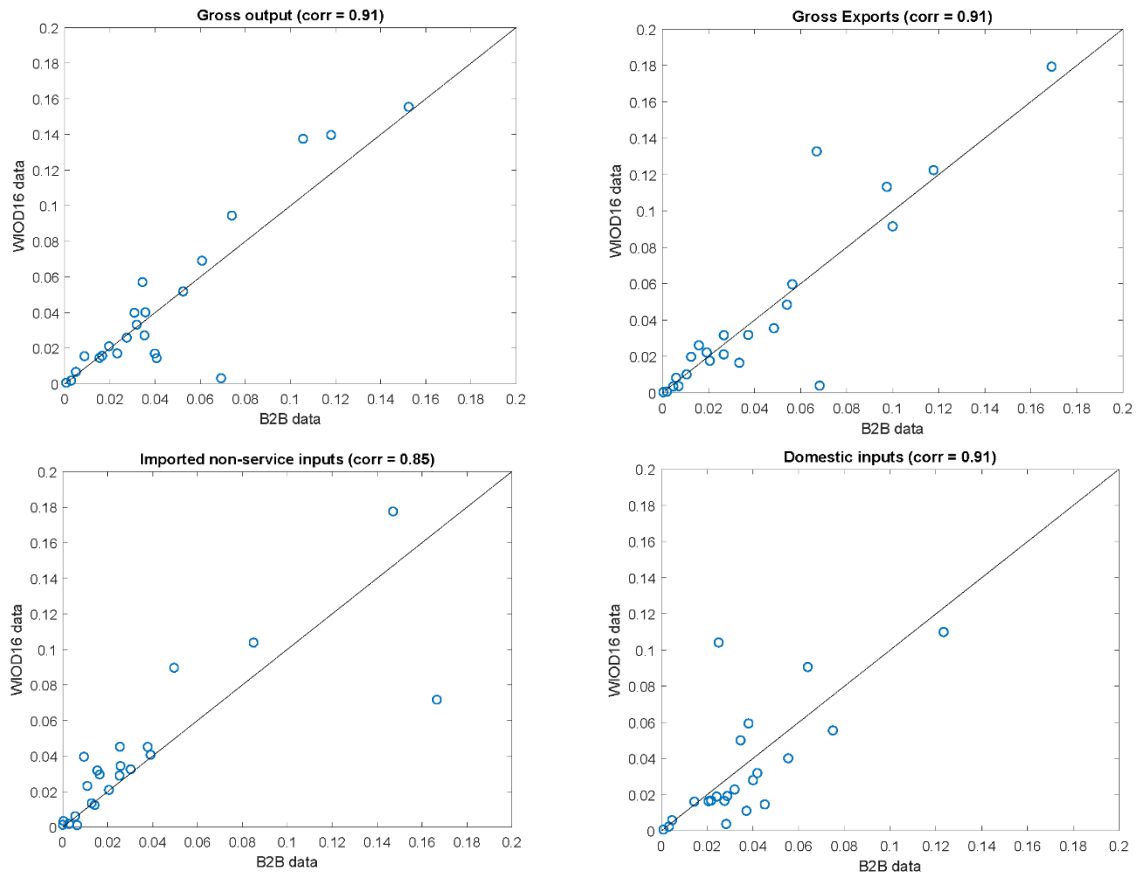 Gross output (corr = 0.91)
0.2
0.18
0.16
0.14
0.12
0.1
0.08
0.06
0.04
0.02
0
WIOD16 data
0 0.02 0.04 0.06 0.08 0.1 0.12 0.14 0.16 0.18 0.2
B2B data
Gross Exports (corr = 0.91)
0.2
0.18
0.16
0.14
0.12
0.1
0.08
0.06
0.04
0.02
0
WIOD16 data
0 0.02 0.04 0.06 0.08 0.1 0.12 0.14 0.16 0.18 0.2
B2B data
Imported non-service inputs (corr = 0.85)
0.2
0.18
0.16
0.14
0.12
0.1
0.08
0.06
0.04
0.02
0
WIOD16 data
0 0.02 0.04 0.06 0.08 0.1 0.12 0.14 0.16 0.18 0.2
B2B data
Domestic inputs (corr = 0.91)
0.2
0.18
0.16
0.14
0.12
0.1
0.08
0.06
0.04
0.02
0
WIOD16 data
0 0.02 0.04 0.06 0.08 0.1 0.12 0.14 0.16 0.18 0.2
B2B data